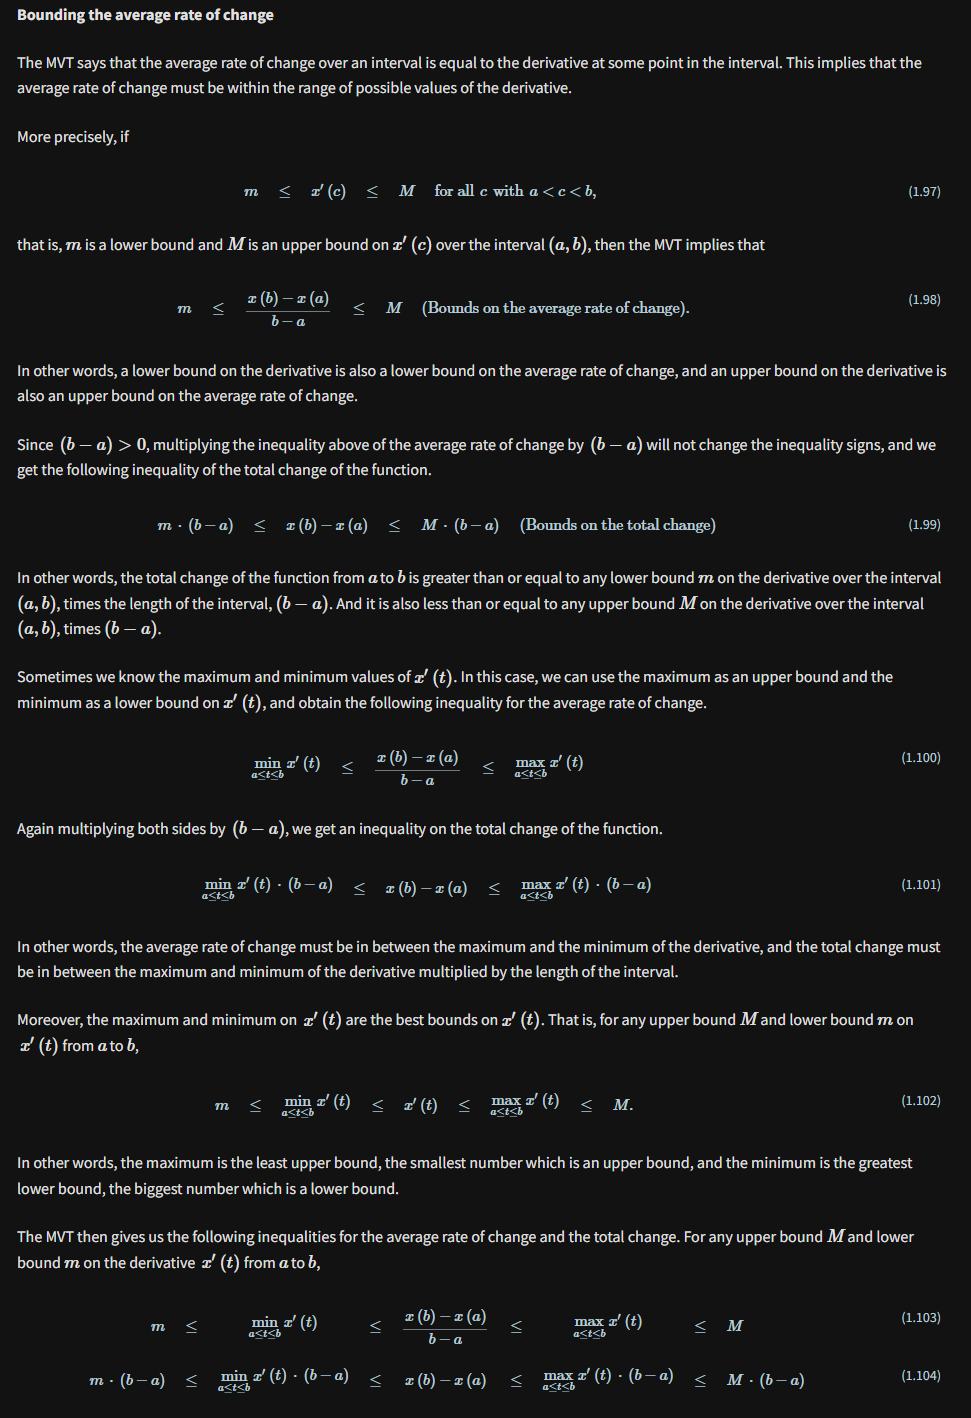 Bounding the average rate of change
The MVT says that the average rate of change over an interval is equal to the derivative at some point in the interval. This implies that the
average rate of change must be within the range of possible values of the derivative.
More precisely, if
m ≤ x′ (c) ≤ M for all c with a < c < b, (1.97)
that is, m is a lower bound and M is an upper bound on x′ (c) over the interval (a, b), then the MVT implies that
m ≤ \frac{x (b) − x (a)}{b − a} ≤ M (Bounds on the average rate of change). (1.98)
In other words, a lower bound on the derivative is also a lower bound on the average rate of change, and an upper bound on the derivative is
also an upper bound on the average rate of change.
Since (b − a) > 0, multiplying the inequality above of the average rate of change by (b − a) will not change the inequality signs, and we
get the following inequality of the total change of the function.
m · (b − a) ≤ x (b) − x (a) ≤ M · (b − a) (Bounds on the total change) (1.99)
In other words, the total change of the function from a to b is greater than or equal to any lower bound m on the derivative over the interval
(a, b), times the length of the interval, (b − a). And it is also less than or equal to any upper bound M on the derivative over the interval
(a, b), times (b − a).
Sometimes we know the maximum and minimum values of x′ (t). In this case, we can use the maximum as an upper bound and the
minimum as a lower bound on x′ (t), and obtain the following inequality for the average rate of change.
\min_{a≤t≤b} x′ (t) ≤ \frac{x (b) − x (a)}{b − a} ≤ \max_{a≤t≤b} x′ (t) (1.100)
Again multiplying both sides by (b − a), we get an inequality on the total change of the function.
\min_{a≤t≤b} x′ (t) · (b − a) ≤ x (b) − x (a) ≤ \max_{a≤t≤b} x′ (t) · (b − a) (1.101)
In other words, the average rate of change must be in between the maximum and the minimum of the derivative, and the total change must
be in between the maximum and minimum of the derivative multiplied by the length of the interval.
Moreover, the maximum and minimum on x′ (t) are the best bounds on x′ (t). That is, for any upper bound M and lower bound m on
x′ (t) from a to b,
m ≤ \min_{a≤t≤b} x′ (t) ≤ x′ (t) ≤ \max_{a≤t≤b} x′ (t) ≤ M. (1.102)
In other words, the maximum is the least upper bound, the smallest number which is an upper bound, and the minimum is the greatest
lower bound, the biggest number which is a lower bound.
The MVT then gives us the following inequalities for the average rate of change and the total change. For any upper bound M and lower
bound m on the derivative x′ (t) from a to b,
m ≤ \min_{a≤t≤b} x′ (t) ≤ \frac{x (b) − x (a)}{b − a} ≤ \max_{a≤t≤b} x′ (t) ≤ M (1.103)
m · (b − a) ≤ \min_{a≤t≤b} x′ (t) · (b − a) ≤ x (b) − x (a) ≤ \max_{a≤t≤b} x′ (t) · (b − a) ≤ M · (b − a) (1.104)